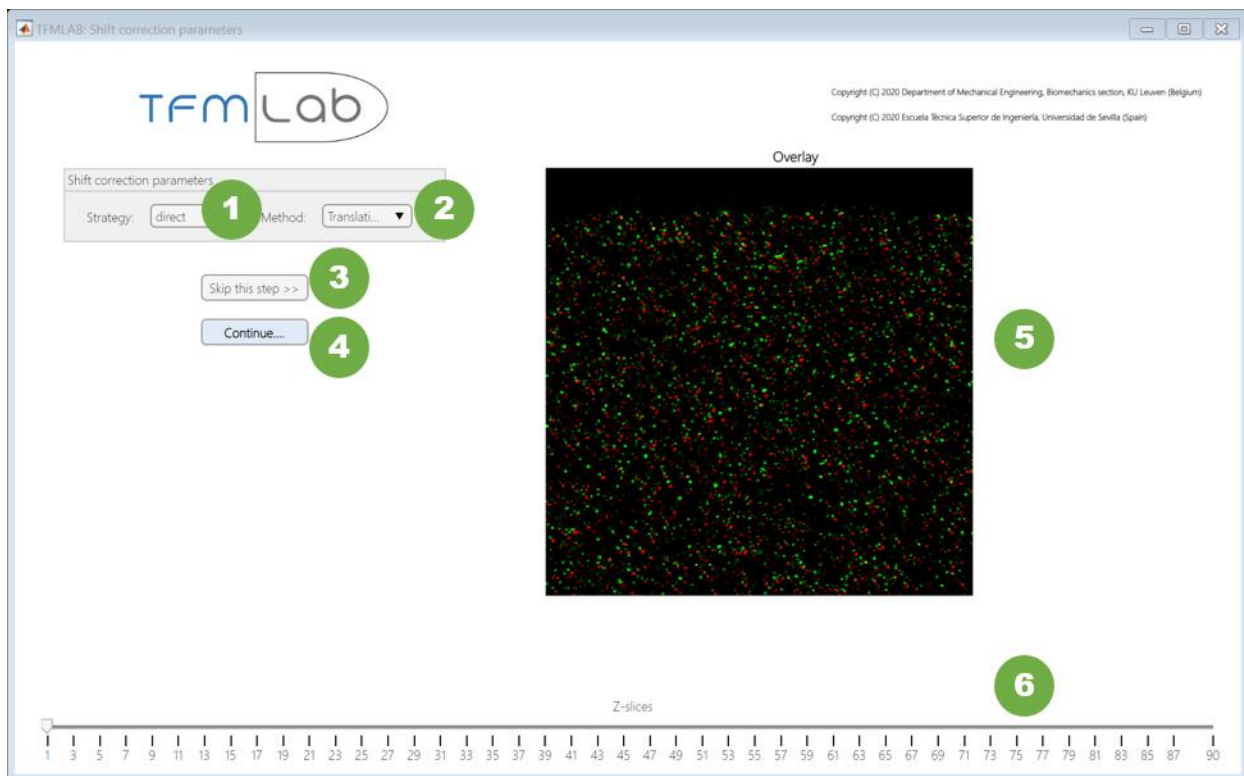 TFMLAB: Shift correction parameters
TFM Lab
Copyright (C) 2020 Department of Mechanical Engineering, Biomechanics section, KU Leuven (Belgium)
Copyright (C) 2020 Escuela Técnica Superior de Ingeniería, Universidad de Sevilla (Spain)
Shift correction parameters
Strategy: direct 1 Method: Translati... 2
Skip this step >> 3
Continue.... 4
Overlay
5
6
Z-slices
1 3 5 7 9 11 13 15 17 19 21 23 25 27 29 31 33 35 37 39 41 43 45 47 49 51 53 55 57 59 61 63 65 67 69 71 73 75 77 79 81 83 85 87 90